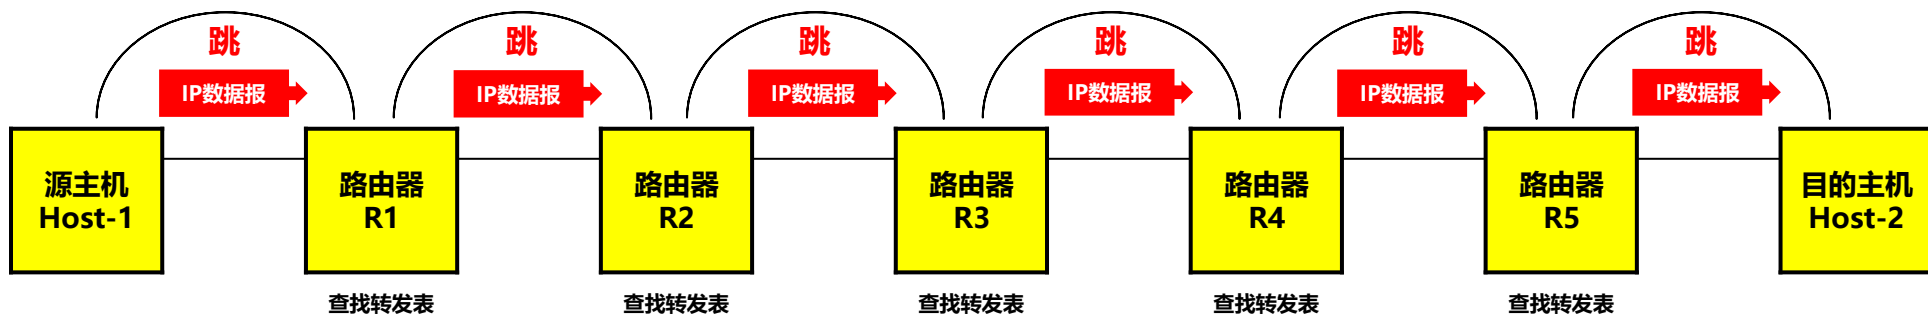 跳
跳
跳
跳
跳
跳
IP数据报
IP数据报
IP数据报
IP数据报
IP数据报
IP数据报
源主机
Host-1
路由器
R1
路由器
R2
路由器
R3
路由器
R4
路由器
R5
目的主机
Host-2
查找转发表
查找转发表
查找转发表
查找转发表
查找转发表